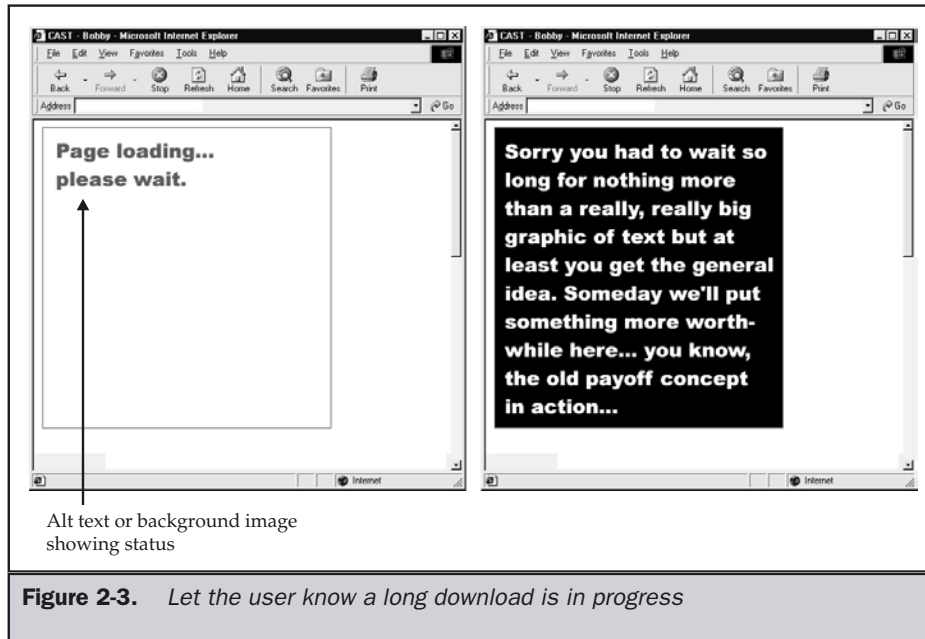 CAST - Bobby - Microsoft Internet Explorer
File Edit View Favorites Tools Help
Back Forward Stop Refresh Home Search Favorites Print
Address Go
Page loading...
please wait.
Internet
CAST - Bobby - Microsoft Internet Explorer
File Edit View Favorites Tools Help
Back Forward Stop Refresh Home Search Favorites Print
Address Go
Sorry you had to wait so
long for nothing more
than a really, really big
graphic of text but at
least you get the general
idea. Someday we'll put
something more worth-
while here... you know,
the old payoff concept
in action...
Internet
Alt text or background image
showing status
Figure 2-3. Let the user know a long download is in progress